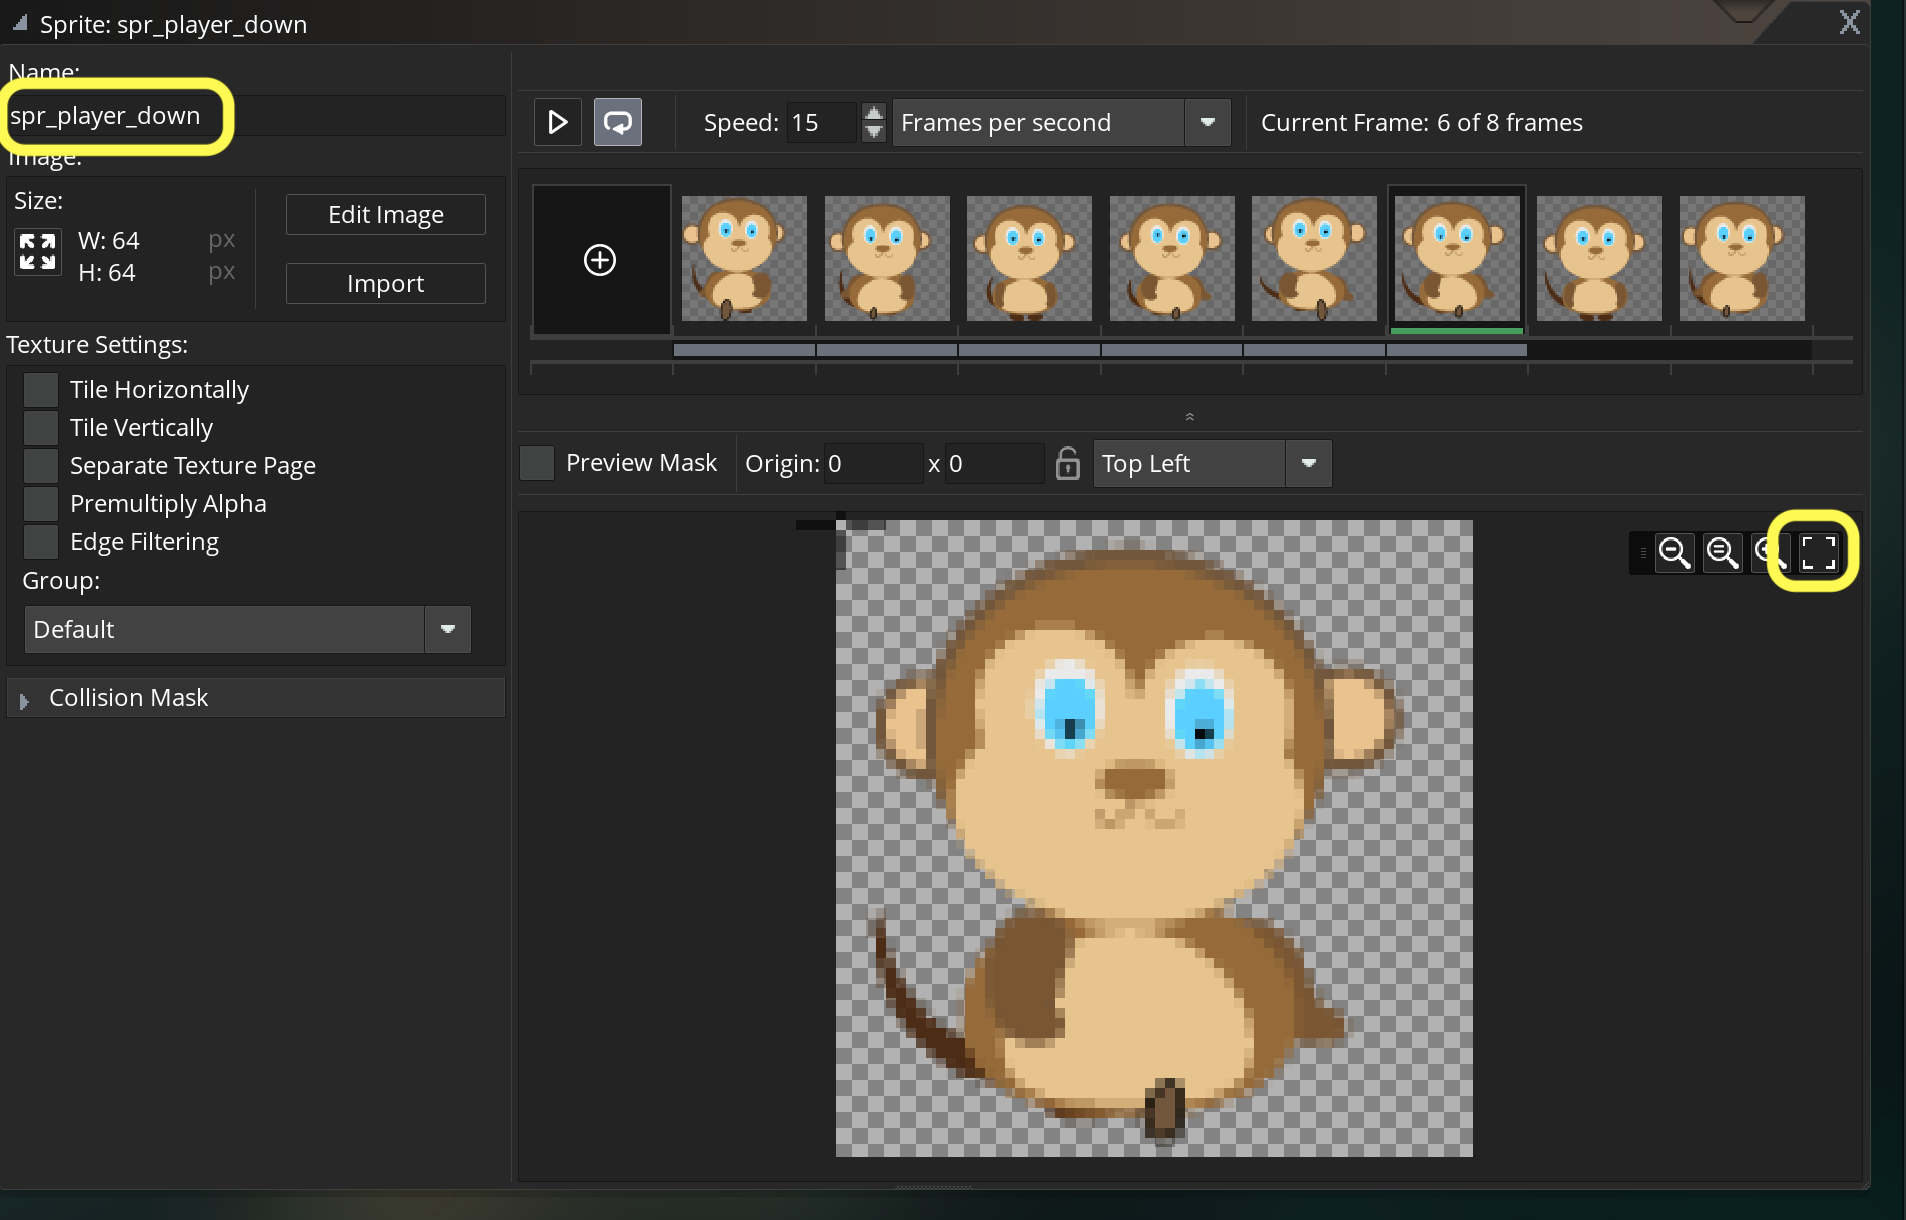 Sprite: spr_player_down
X
Name:
spr_player_down
Image:
Size:
W: 64 px
H: 64 px
Edit Image
Import
Texture Settings:
Tile Horizontally
Tile Vertically
Separate Texture Page
Premultiply Alpha
Edge Filtering
Group:
Default
Collision Mask
Speed: 15 Frames per second
Current Frame: 6 of 8 frames
Preview Mask Origin: 0 x 0 Top Left